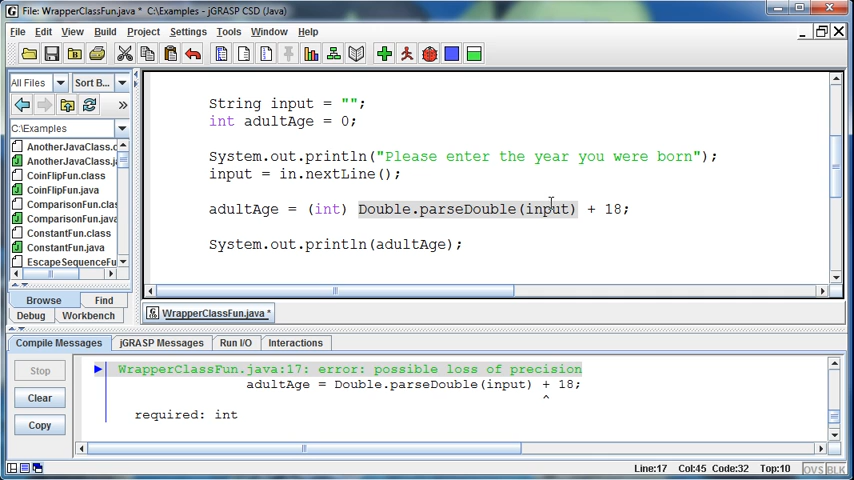 File: WrapperClassFun.java * C:\Examples - jGRASP CSD (Java)
File Edit View Build Project Settings Tools Window Help
All Files Sort B...
C:\Examples
AnotherJavaClass.c
AnotherJavaClass.ja
CoinFlipFun.class
CoinFlipFun.java
ComparisonFun.clas
ComparisonFun.java
ConstantFun.class
ConstantFun.java
EscapeSequenceFu
Browse Find
Debug Workbench
String input = "";
int adultAge = 0;
System.out.println("Please enter the year you were born");
input = in.nextLine();
adultAge = (int) Double.parseDouble(input) + 18;
System.out.println(adultAge);
WrapperClassFun.java *
Compile Messages jGRASP Messages Run I/O Interactions
Stop
Clear
Copy
WrapperClassFun.java:17: error: possible loss of precision
adultAge = Double.parseDouble(input) + 18;
^
required: int
Line:17 Col:45 Code:32 Top:10 OVS BLK